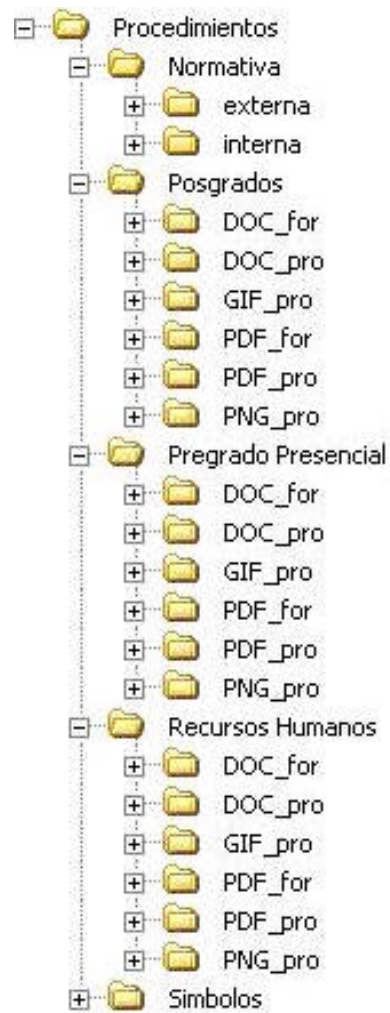 Procedimientos
Normativa
externa
interna
Posgrados
DOC_for
DOC_pro
GIF_pro
PDF_for
PDF_pro
PNG_pro
Pregrado Presencial
DOC_for
DOC_pro
GIF_pro
PDF_for
PDF_pro
PNG_pro
Recursos Humanos
DOC_for
DOC_pro
GIF_pro
PDF_for
PDF_pro
PNG_pro
Simbolos